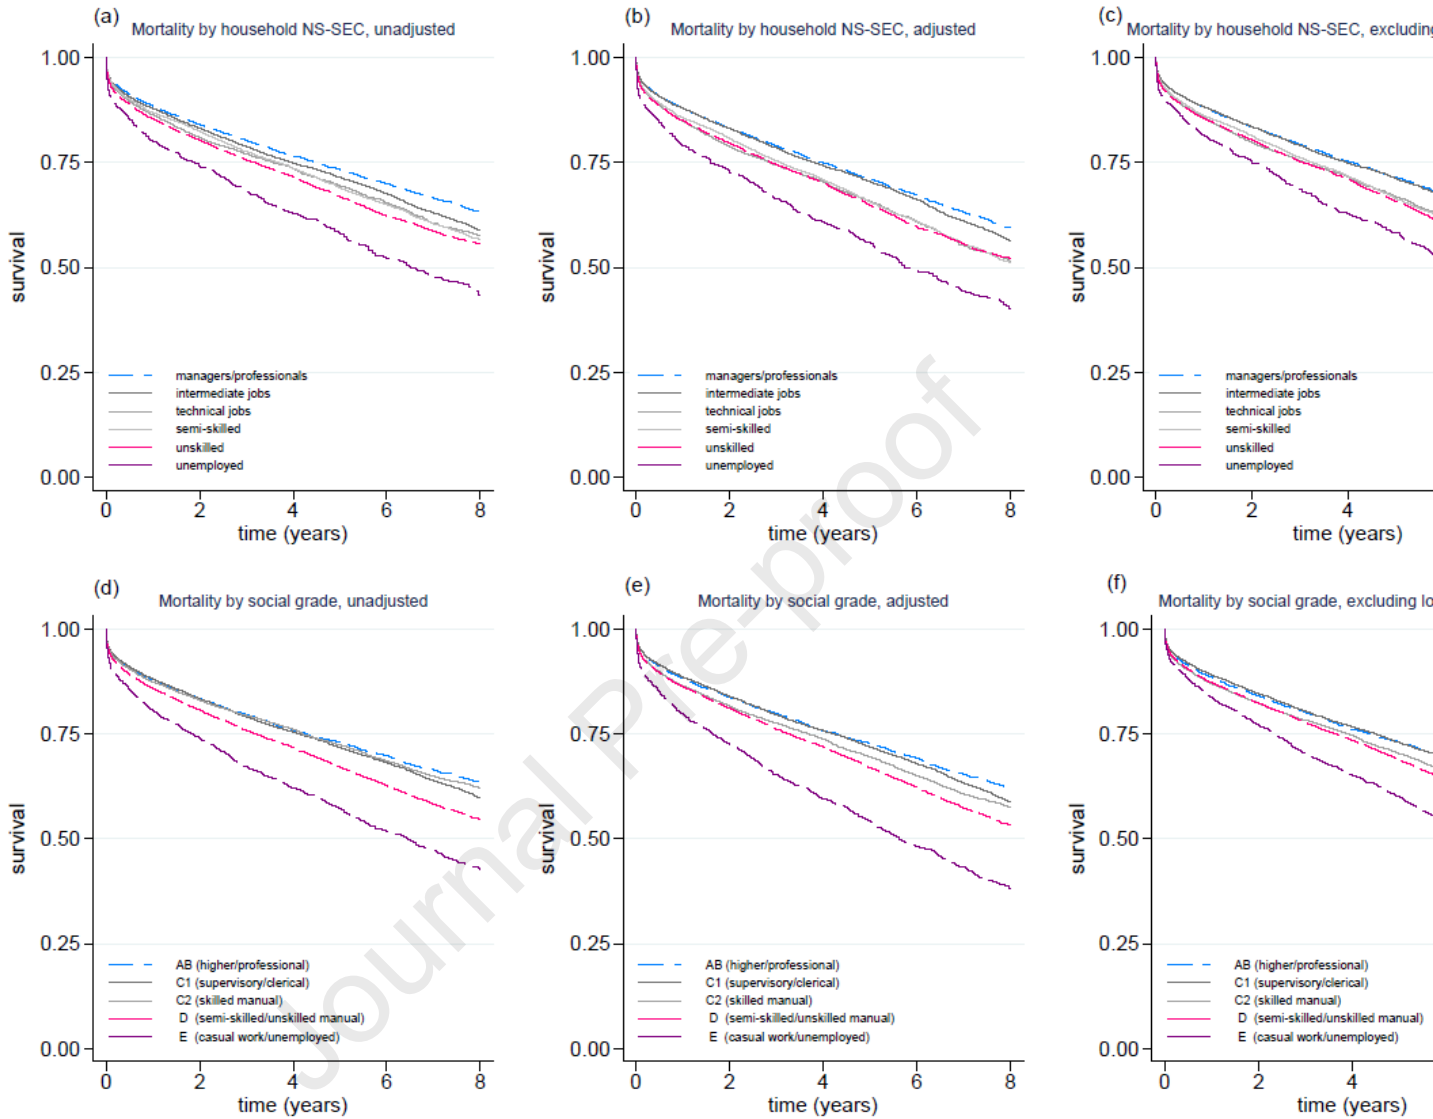 (a)
Mortality by household NS-SEC, unadjusted
1.00
0.75
0.50
0.25
0.00
survival
managers/professionals
intermediate jobs
technical jobs
semi-skilled
unskilled
unemployed
0 2 4 6 8
time (years)
(b)
Mortality by household NS-SEC, adjusted
1.00
0.75
0.50
0.25
0.00
survival
managers/professionals
intermediate jobs
technical jobs
semi-skilled
unskilled
unemployed
0 2 4 6 8
time (years)
(c)
Mortality by household NS-SEC, excluding
1.00
0.75
0.50
0.25
0.00
survival
managers/professionals
intermediate jobs
technical jobs
semi-skilled
unskilled
unemployed
0 2 4
time (years)
(d)
Mortality by social grade, unadjusted
1.00
0.75
0.50
0.25
0.00
survival
AB (higher/professional)
C1 (supervisory/clerical)
C2 (skilled manual)
D (semi-skilled/unskilled manual)
E (casual work/unemployed)
0 2 4 6 8
time (years)
(e)
Mortality by social grade, adjusted
1.00
0.75
0.50
0.25
0.00
survival
AB (higher/professional)
C1 (supervisory/clerical)
C2 (skilled manual)
D (semi-skilled/unskilled manual)
E (casual work/unemployed)
0 2 4 6 8
time (years)
(f)
Mortality by social grade, excluding lo
1.00
0.75
0.50
0.25
0.00
survival
AB (higher/professional)
C1 (supervisory/clerical)
C2 (skilled manual)
D (semi-skilled/unskilled manual)
E (casual work/unemployed)
0 2 4
time (years)
Journal Pre-proof